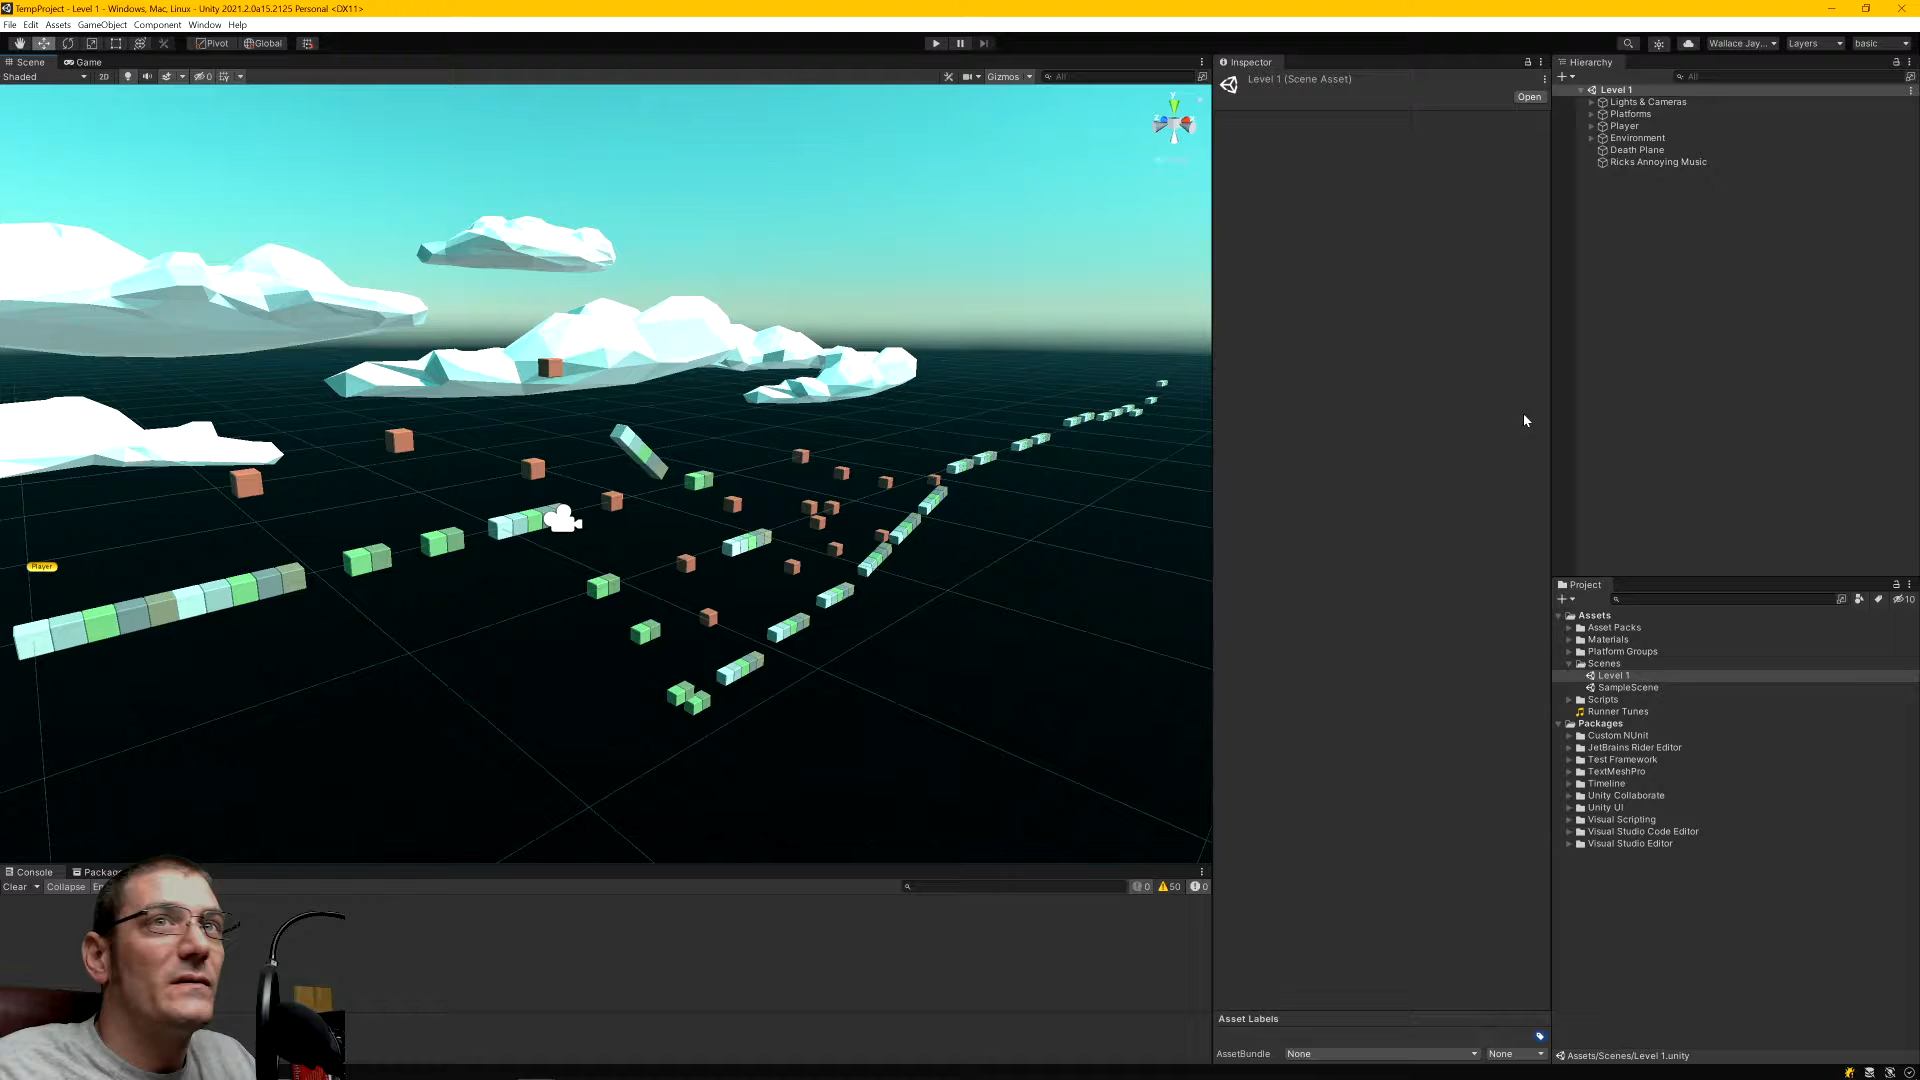 TempProject - Level 1 - Windows, Mac, Linux - Unity 2021.2.0a15.2125 Personal <DX11>
File Edit Assets GameObject Component Window Help
Pivot Global
Wallace Jay... Layers basic
Scene Game
Shaded 2D 0 Gizmos All
Player
Console Packag
Clear Collapse
0 50 0
Inspector
Level 1 (Scene Asset)
Open
Asset Labels
AssetBundle None None
Hierarchy
All
Level 1
Lights & Cameras
Platforms
Player
Environment
Death Plane
Ricks Annoying Music
Project
10
Assets
Asset Packs
Materials
Platform Groups
Scenes
Level 1
SampleScene
Scripts
Runner Tunes
Packages
Custom NUnit
JetBrains Rider Editor
Test Framework
TextMeshPro
Timeline
Unity Collaborate
Unity UI
Visual Scripting
Visual Studio Code Editor
Visual Studio Editor
Assets/Scenes/Level 1.unity